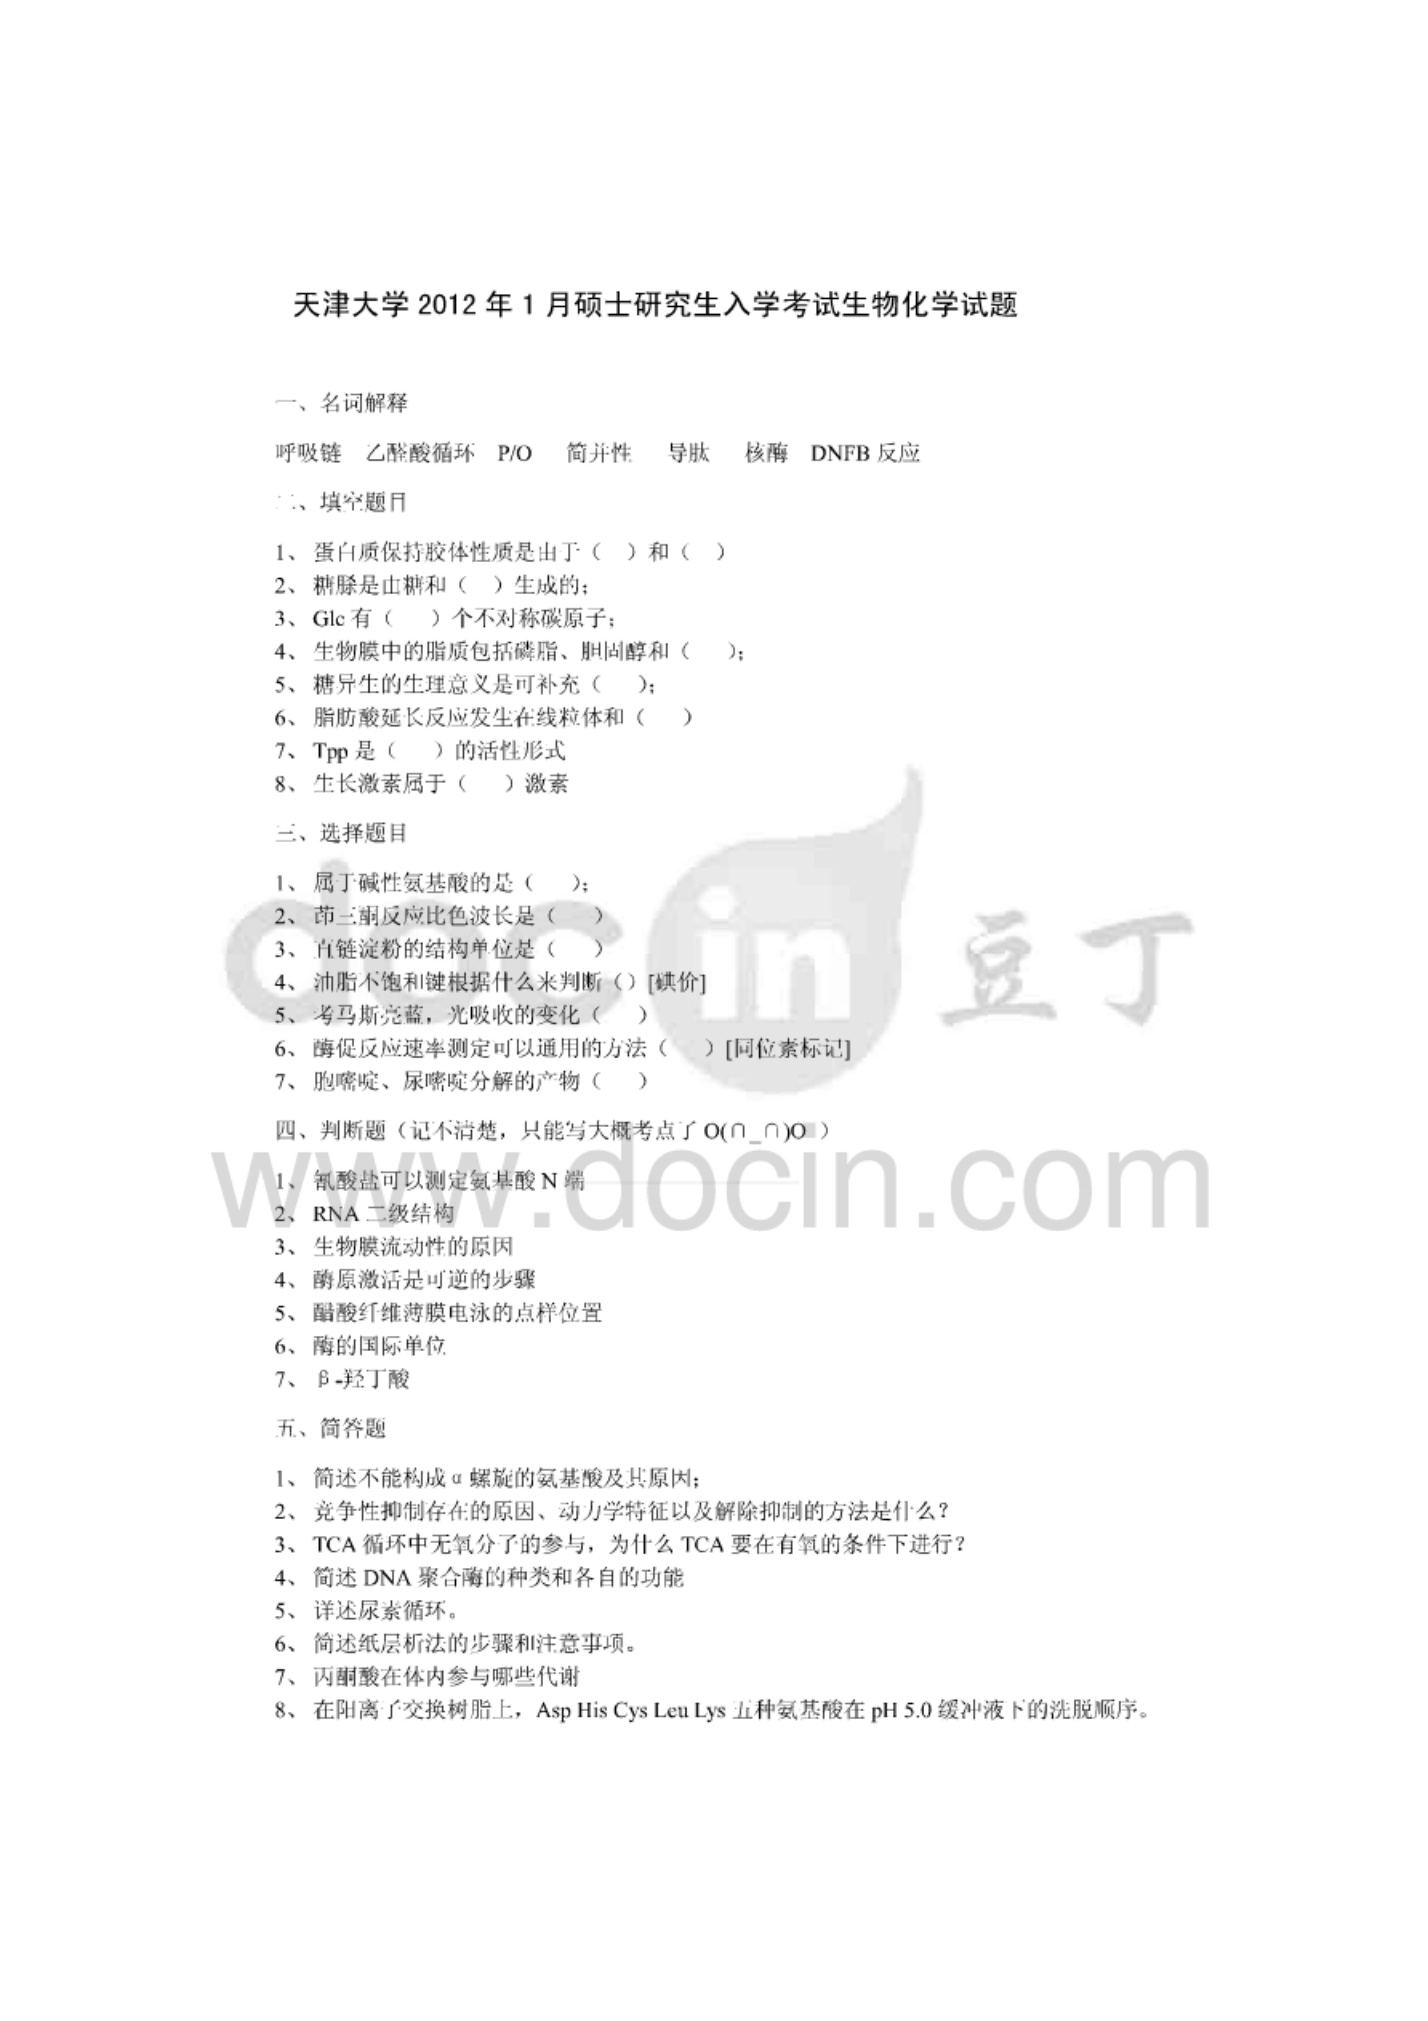 天津大学 2012 年 1 月硕士研究生入学考试生物化学试题
一、名词解释
呼吸链 乙醛酸循环 P/O 简并性 导肽 核酶 DNFB 反应
二、填空题目
1、 蛋白质保持胶体性质是由于（ ）和（ ）
2、 糖脎是由糖和（ ）生成的；
3、 Glc 有（ ）个不对称碳原子；
4、 生物膜中的脂质包括磷脂、胆固醇和（ ）；
5、 糖异生的生理意义是可补充（ ）；
6、 脂肪酸延长反应发生在线粒体和（ ）
7、 Tpp 是（ ）的活性形式
8、 生长激素属于（ ）激素
三、选择题目
1、 属于碱性氨基酸的是（ ）；
2、 茚三酮反应比色波长是（ ）
3、 直链淀粉的结构单位是（ ）
4、 油脂不饱和键根据什么来判断（）[碘价]
5、 考马斯亮蓝，光吸收的变化（ ）
6、 酶促反应速率测定可以通用的方法（ ）[同位素标记]
7、 胞嘧啶、尿嘧啶分解的产物（ ）
四、判断题（记不清楚，只能写大概考点了 O(∩_∩)O ）
1、 氰酸盐可以测定氨基酸 N 端
2、 RNA 二级结构
3、 生物膜流动性的原因
4、 酶原激活是可逆的步骤
5、 醋酸纤维薄膜电泳的点样位置
6、 酶的国际单位
7、 β-羟丁酸
五、简答题
1、 简述不能构成α螺旋的氨基酸及其原因；
2、 竞争性抑制存在的原因、动力学特征以及解除抑制的方法是什么？
3、 TCA 循环中无氧分子的参与，为什么 TCA 要在有氧的条件下进行？
4、 简述 DNA 聚合酶的种类和各自的功能
5、 详述尿素循环。
6、 简述纸层析法的步骤和注意事项。
7、 丙酮酸在体内参与哪些代谢
8、 在阳离子交换树脂上，Asp His Cys Leu Lys 五种氨基酸在 pH 5.0 缓冲液下的洗脱顺序。
docin 豆丁
www.docin.com